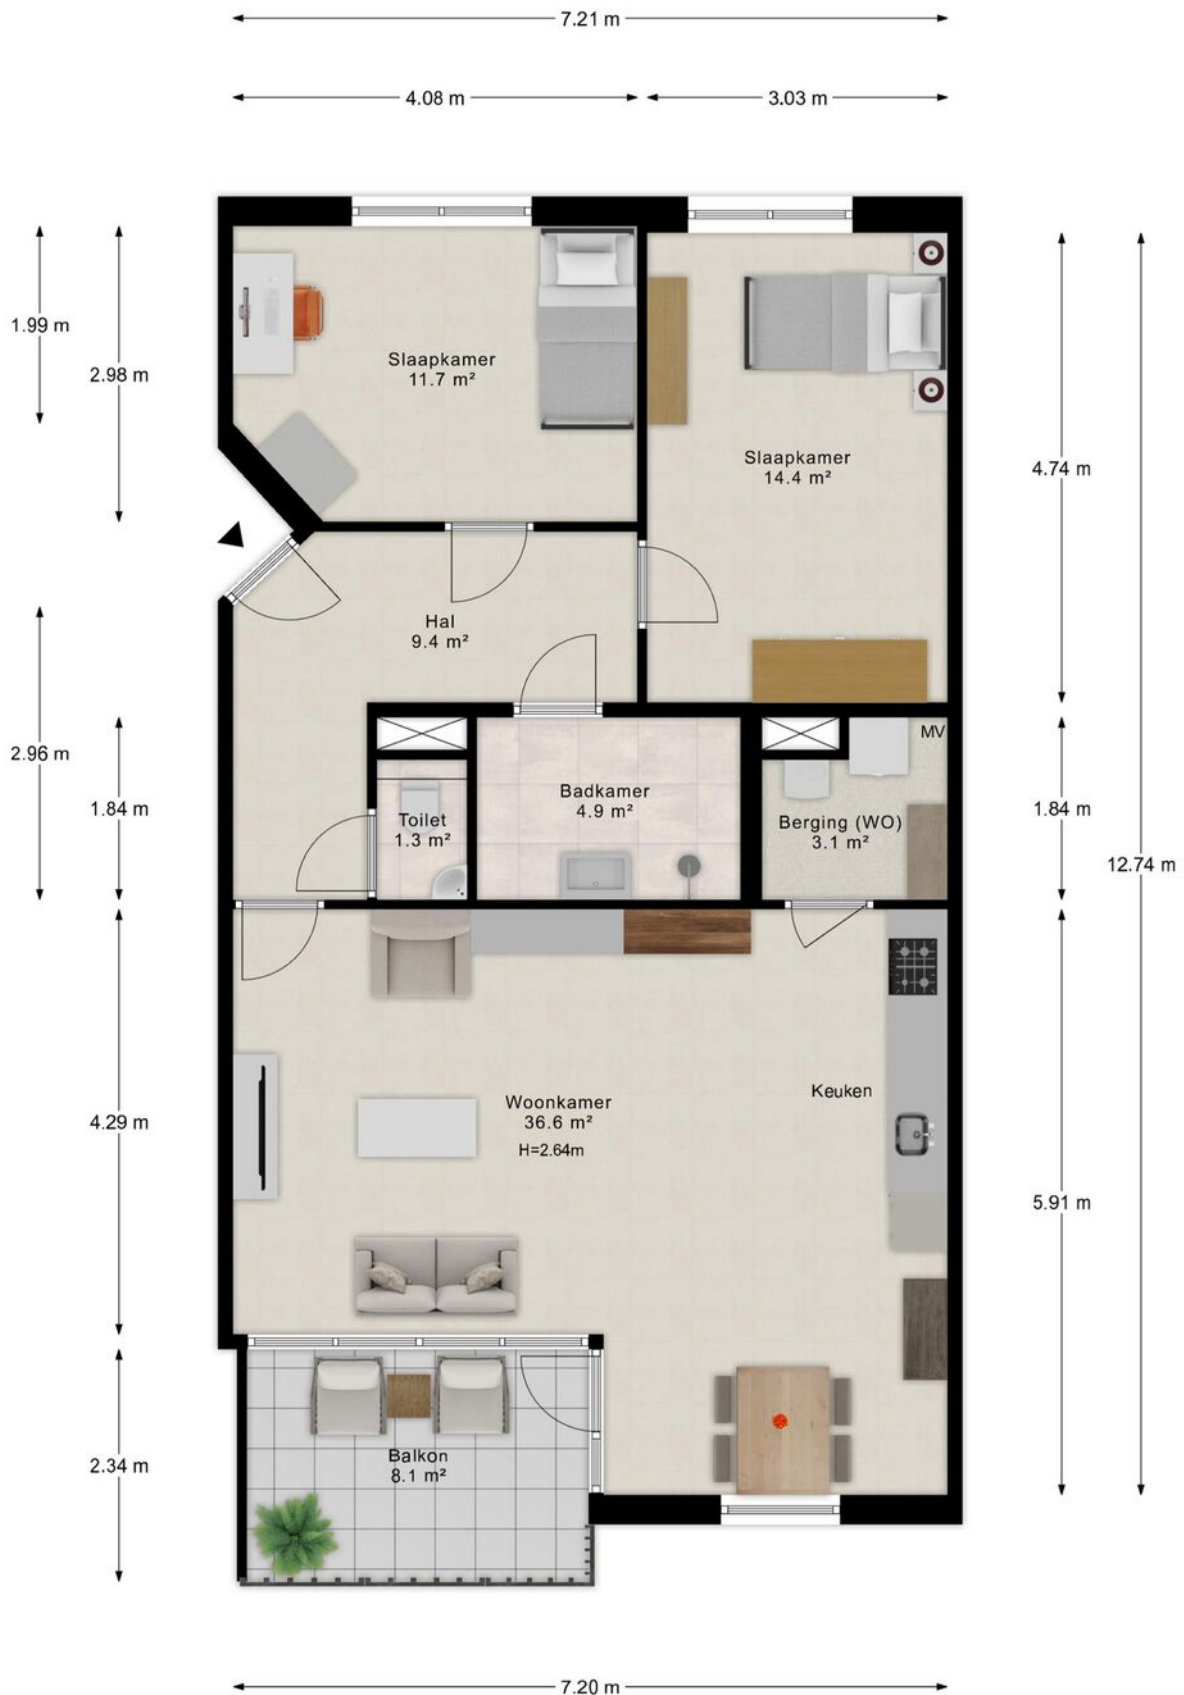 7.21 m
4.08 m
3.03 m
1.99 m
2.98 m
Slaapkamer
11.7 m²
Slaapkamer
14.4 m²
4.74 m
Hal
9.4 m²
2.96 m
1.84 m
MV
Badkamer
4.9 m²
Toilet
1.3 m²
Berging (WO)
3.1 m²
1.84 m
12.74 m
Keuken
Woonkamer
36.6 m²
H=2.64m
4.29 m
5.91 m
Balkon
8.1 m²
2.34 m
7.20 m